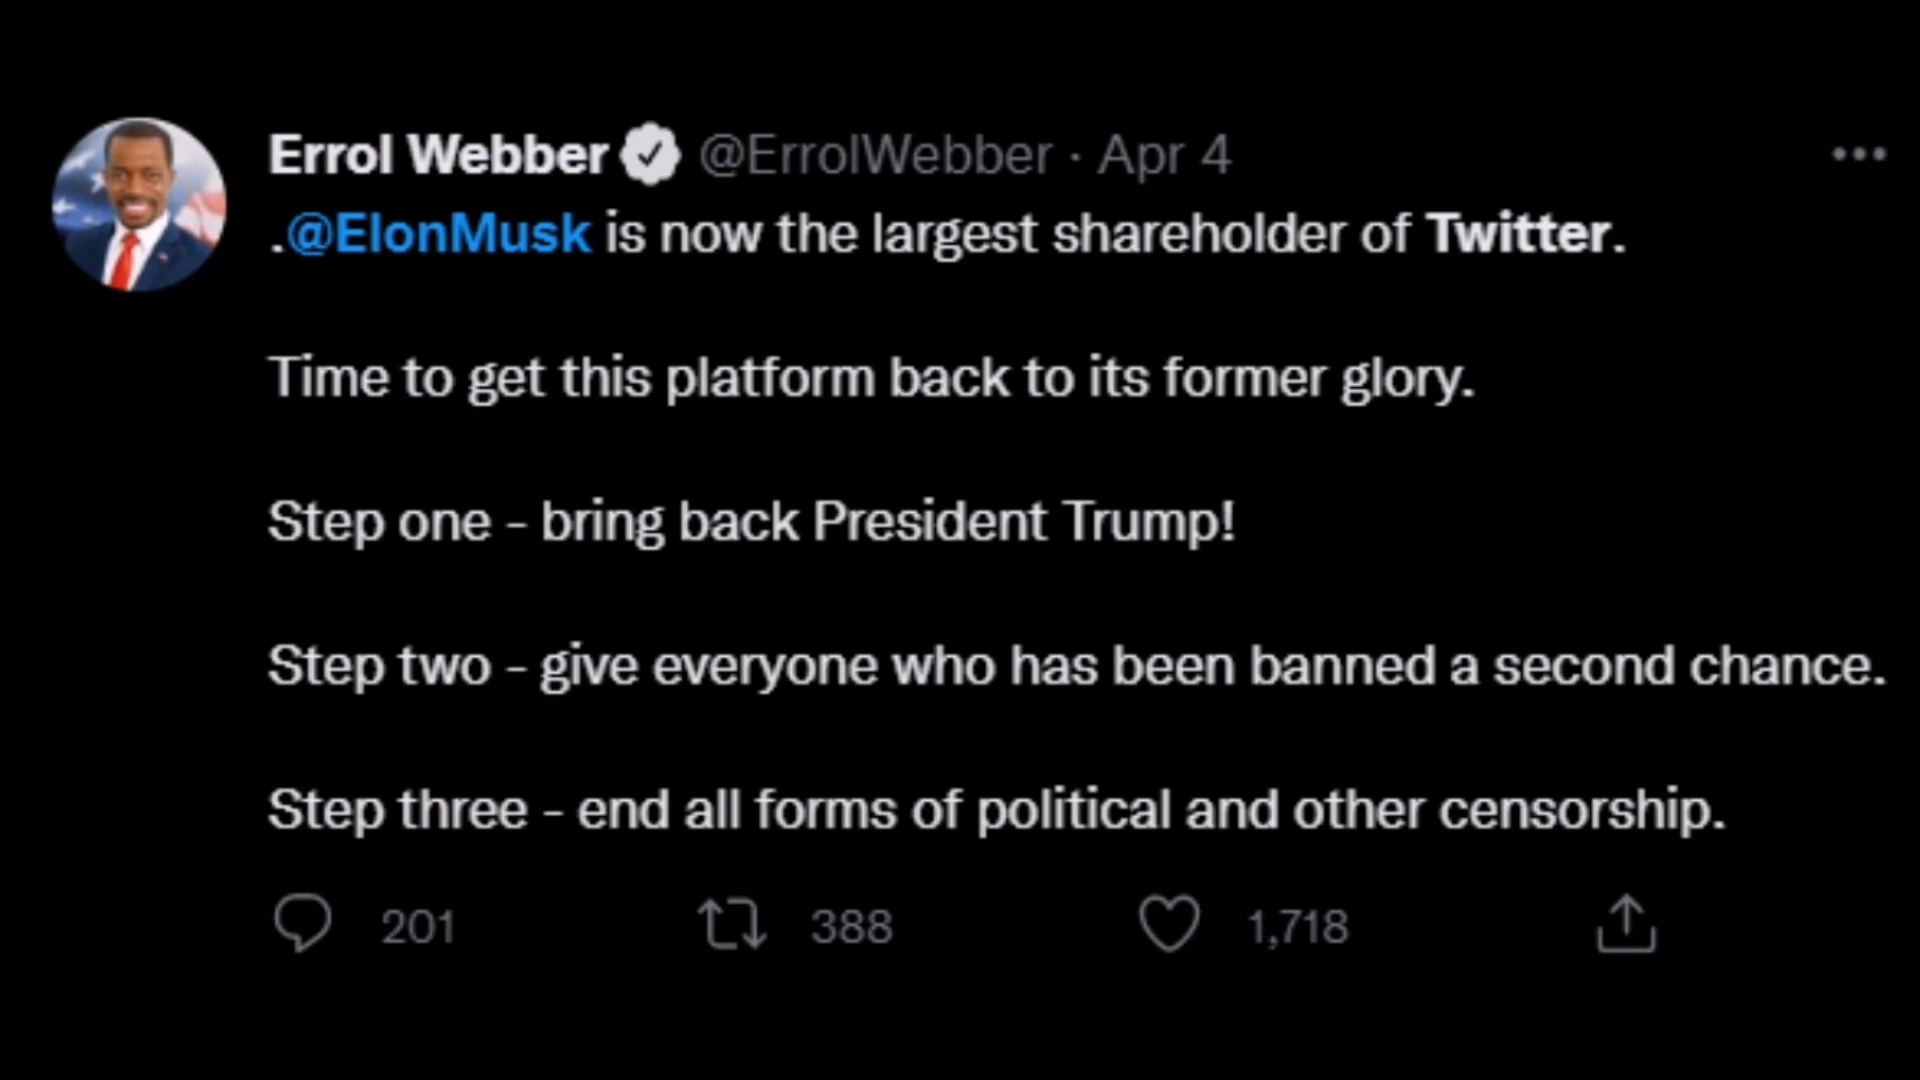 Errol Webber @ErrolWebber · Apr 4
.@ElonMusk is now the largest shareholder of Twitter.
Time to get this platform back to its former glory.
Step one - bring back President Trump!
Step two - give everyone who has been banned a second chance.
Step three - end all forms of political and other censorship.
201 388 1,718